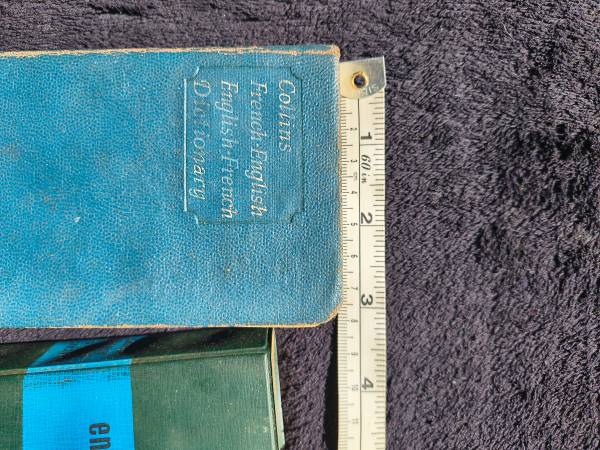 Collins
French-English
English-French
Dictionary
en
1
60 in
2
3
4